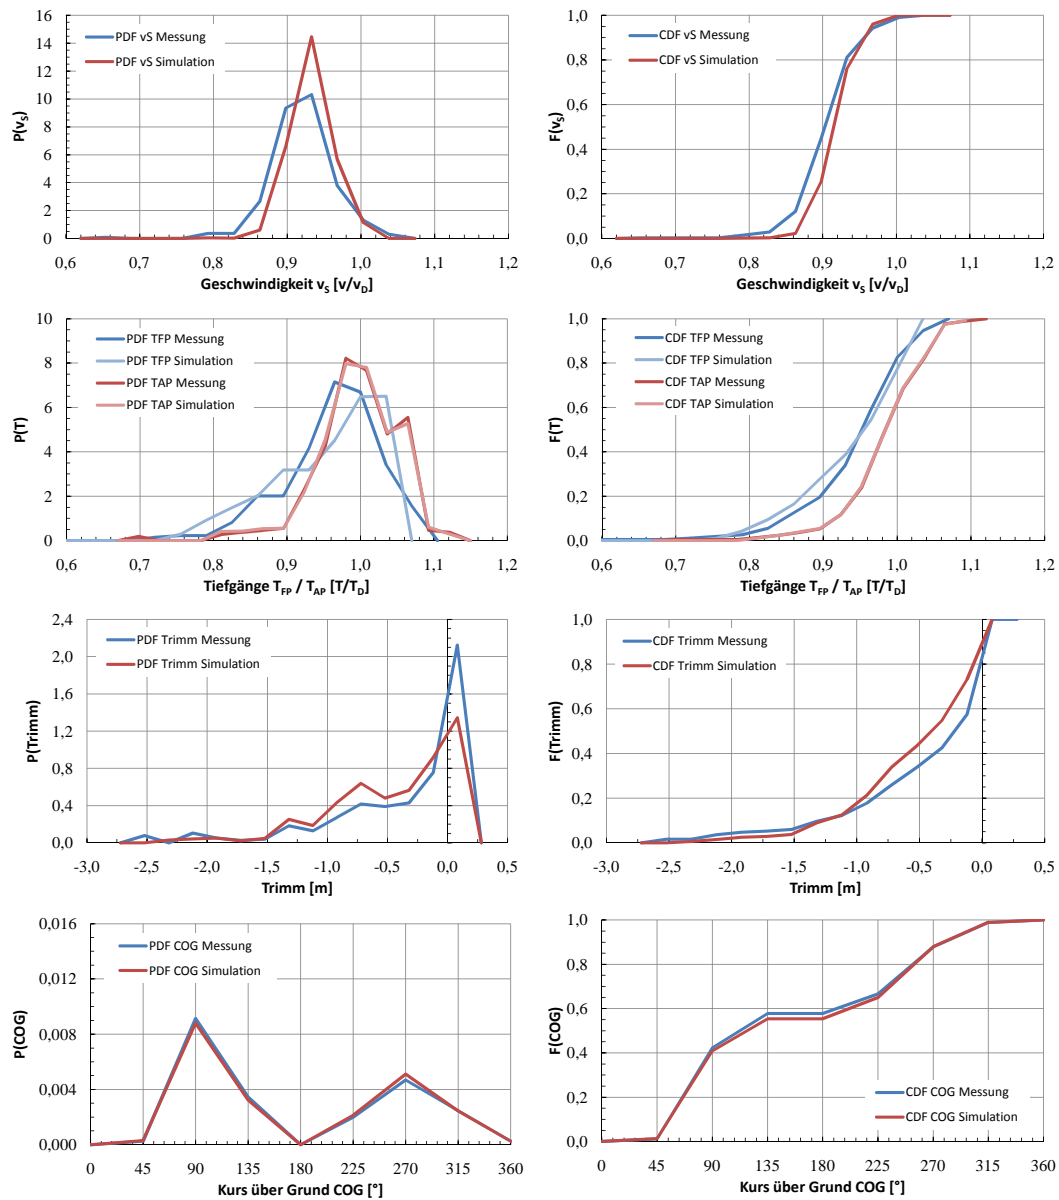 16
14
12
10
8
6
4
2
0
P(vS)
PDF vS Messung
PDF vS Simulation
0,6 0,7 0,8 0,9 1,0 1,1 1,2
Geschwindigkeit vS [v/vD]
1,0
0,8
0,6
0,4
0,2
0,0
F(vS)
CDF vS Messung
CDF vS Simulation
0,6 0,7 0,8 0,9 1,0 1,1 1,2
Geschwindigkeit vS [v/vD]
10
8
6
4
2
0
P(T)
PDF TFP Messung
PDF TFP Simulation
PDF TAP Messung
PDF TAP Simulation
0,6 0,7 0,8 0,9 1,0 1,1 1,2
Tiefgänge TFP / TAP [T/TD]
1,0
0,8
0,6
0,4
0,2
0,0
F(T)
CDF TFP Messung
CDF TFP Simulation
CDF TAP Messung
CDF TAP Simulation
0,6 0,7 0,8 0,9 1,0 1,1 1,2
Tiefgänge TFP / TAP [T/TD]
2,4
2,0
1,6
1,2
0,8
0,4
0,0
P(Trimm)
PDF Trimm Messung
PDF Trimm Simulation
-3,0 -2,5 -2,0 -1,5 -1,0 -0,5 0,0 0,5
Trimm [m]
1,0
0,8
0,6
0,4
0,2
0,0
F(Trimm)
CDF Trimm Messung
CDF Trimm Simulation
-3,0 -2,5 -2,0 -1,5 -1,0 -0,5 0,0 0,5
Trimm [m]
0,016
0,012
0,008
0,004
0,000
P(COG)
PDF COG Messung
PDF COG Simulation
0 45 90 135 180 225 270 315 360
Kurs über Grund COG [°]
1,0
0,8
0,6
0,4
0,2
0,0
F(COG)
CDF COG Messung
CDF COG Simulation
0 45 90 135 180 225 270 315 360
Kurs über Grund COG [°]